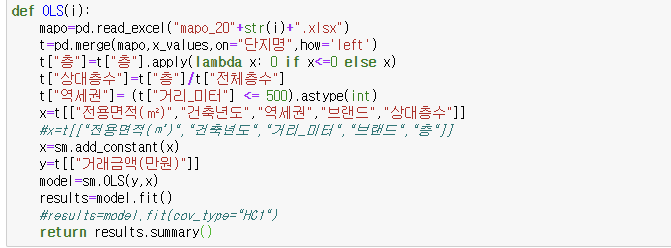 def OLS(i):
    mapo=pd.read_excel("mapo_20"+str(i)+".xlsx")
    t=pd.merge(mapo,x_values,on="단지명",how='left')
    t["층"]=t["층"].apply(lambda x: 0 if x<=0 else x)
    t["상대층수"]=t["층"]/t["전체층수"]
    t["역세권"]= (t["거리_미터"] <= 500).astype(int)
    x=t[["전용면적(㎡)","건축년도","역세권","브랜드","상대층수"]]
    #x=t[["전용면적(㎡)","건축년도","거리_미터","브랜드","층"]]
    x=sm.add_constant(x)
    y=t[["거래금액(만원)"]]
    model=sm.OLS(y,x)
    results=model.fit()
    #results=model.fit(cov_type="HC1")
    return results.summary()